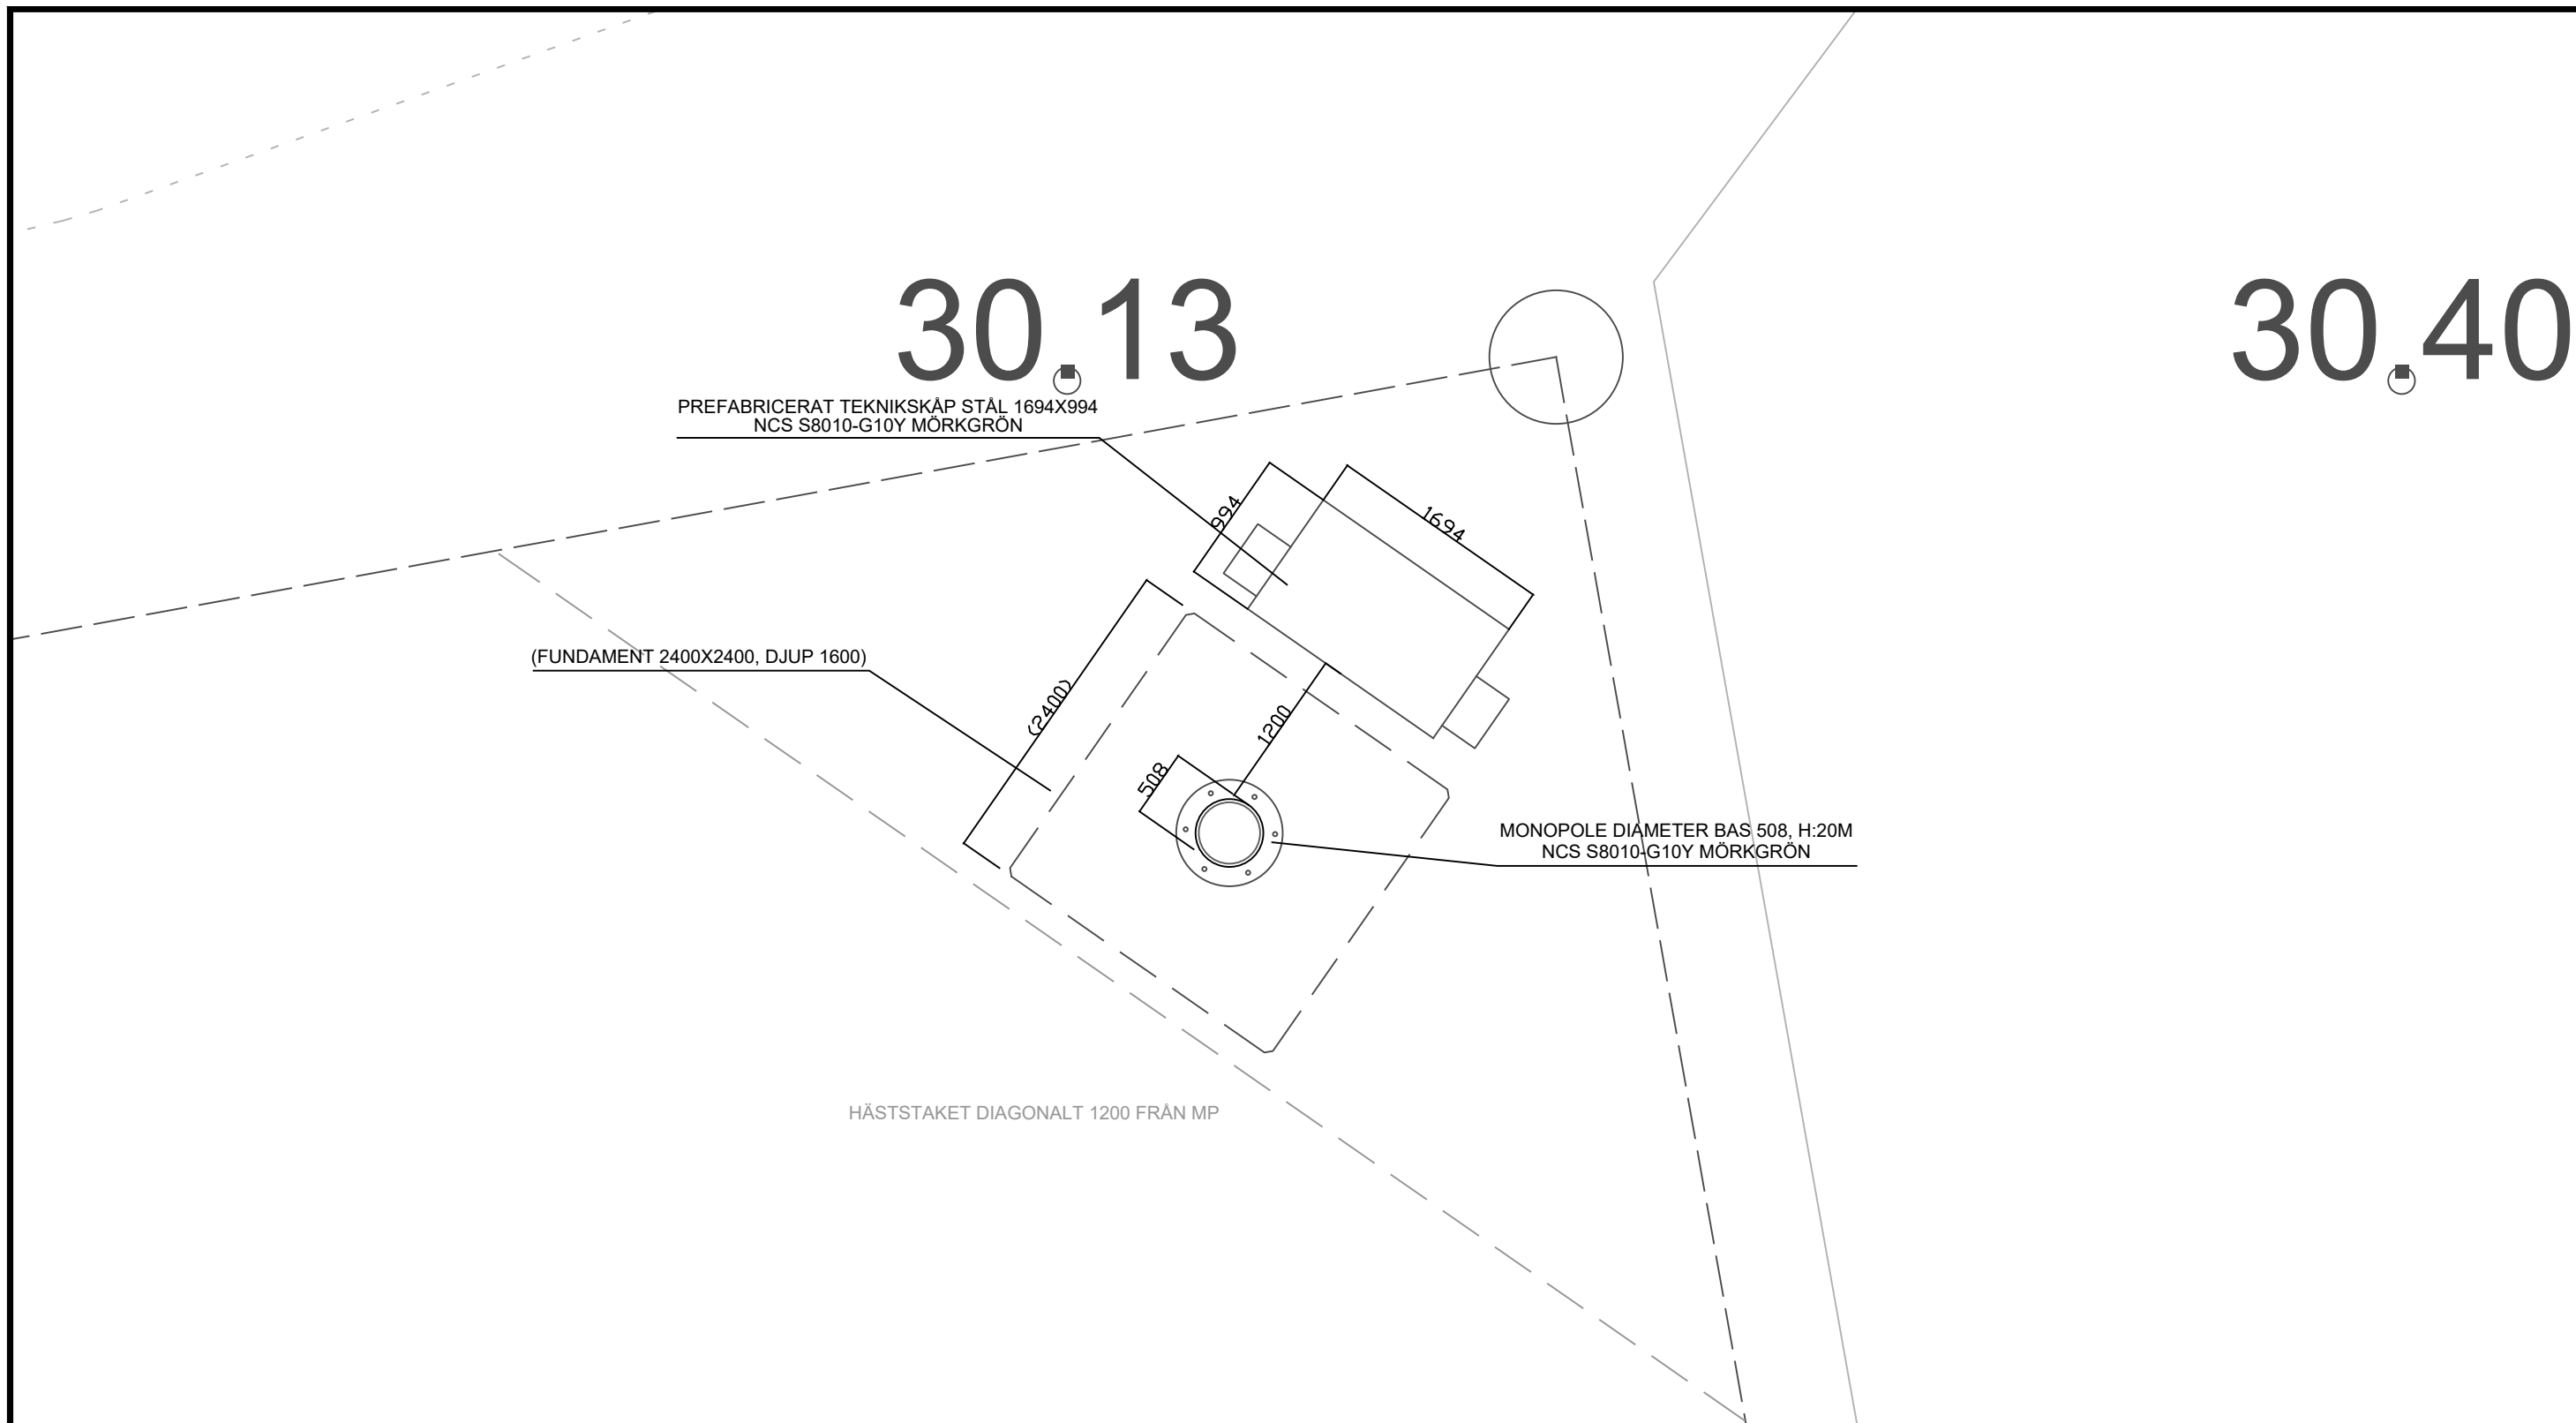 30.13
30.40
PREFABRICERAT TEKNIKSKÅP STÅL 1694X994
NCS S8010-G10Y MÖRKGRÖN
994
1694
(FUNDAMENT 2400X2400, DJUP 1600)
(2400)
1200
508
MONOPOLE DIAMETER BAS 508, H:20M
NCS S8010-G10Y MÖRKGRÖN
HÄSTSTAKET DIAGONALT 1200 FRÅN MP